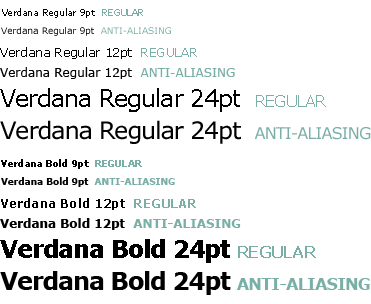 Verdana Regular 9pt REGULAR
Verdana Regular 9pt ANTI-ALIASING
Verdana Regular 12pt REGULAR
Verdana Regular 12pt ANTI-ALIASING
Verdana Regular 24pt REGULAR
Verdana Regular 24pt ANTI-ALIASING
Verdana Bold 9pt REGULAR
Verdana Bold 9pt ANTI-ALIASING
Verdana Bold 12pt REGULAR
Verdana Bold 12pt ANTI-ALIASING
Verdana Bold 24pt REGULAR
Verdana Bold 24pt ANTI-ALIASING